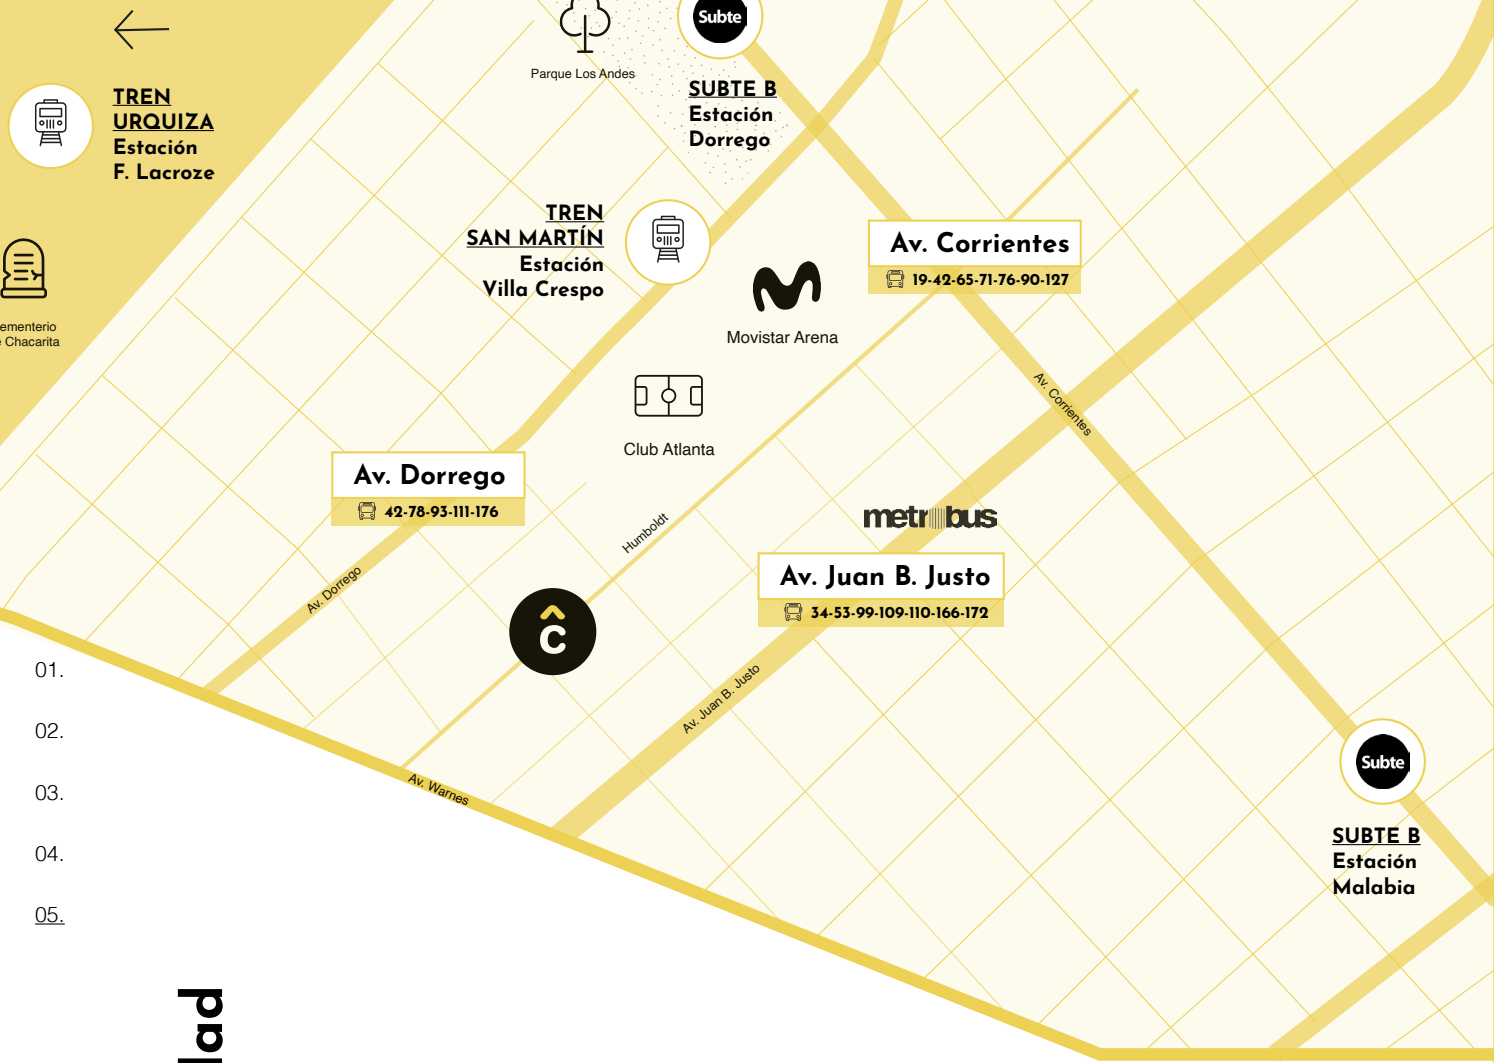 Subte
Parque Los Andes
TREN
URQUIZA
Estación
F. Lacroze
SUBTE B
Estación
Dorrego
TREN
SAN MARTÍN
Estación
Villa Crespo
Av. Corrientes
19-42-65-71-76-90-127
ementerio
e Chacarita
Movistar Arena
Av. Corrientes
Club Atlanta
Av. Dorrego
42-78-93-111-176
Humboldt
metrobus
Av. Juan B. Justo
34-53-99-109-110-166-172
Av. Dorrego
ĉ
Av. Juan B. Justo
Av. Warnes
Subte
SUBTE B
Estación
Malabia
01.
02.
03.
04.
05.
lad